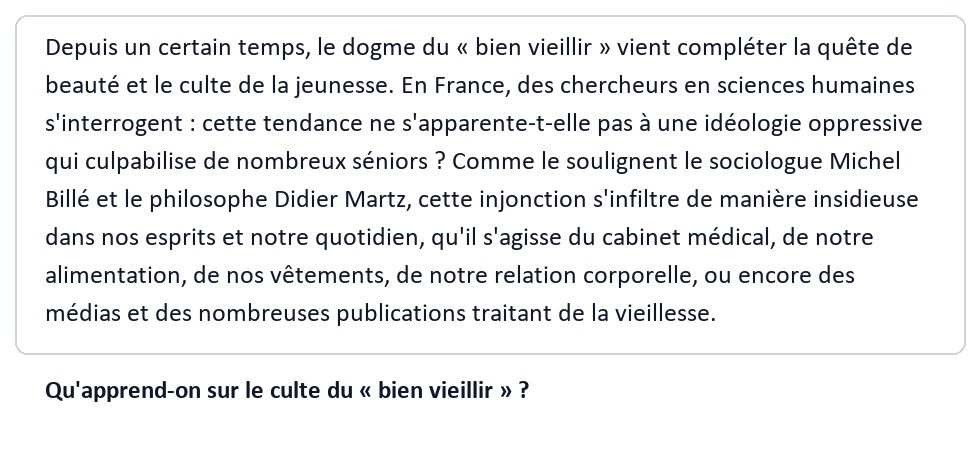 Depuis un certain temps, le dogme du « bien vieillir » vient compléter la quête de
beauté et le culte de la jeunesse. En France, des chercheurs en sciences humaines
s'interrogent : cette tendance ne s'apparente-t-elle pas à une idéologie oppressive
qui culpabilise de nombreux séniors ? Comme le soulignent le sociologue Michel
Billé et le philosophe Didier Martz, cette injonction s'infiltre de manière insidieuse
dans nos esprits et notre quotidien, qu'il s'agisse du cabinet médical, de notre
alimentation, de nos vêtements, de notre relation corporelle, ou encore des
médias et des nombreuses publications traitant de la vieillesse.
Qu'apprend-on sur le culte du « bien vieillir » ?